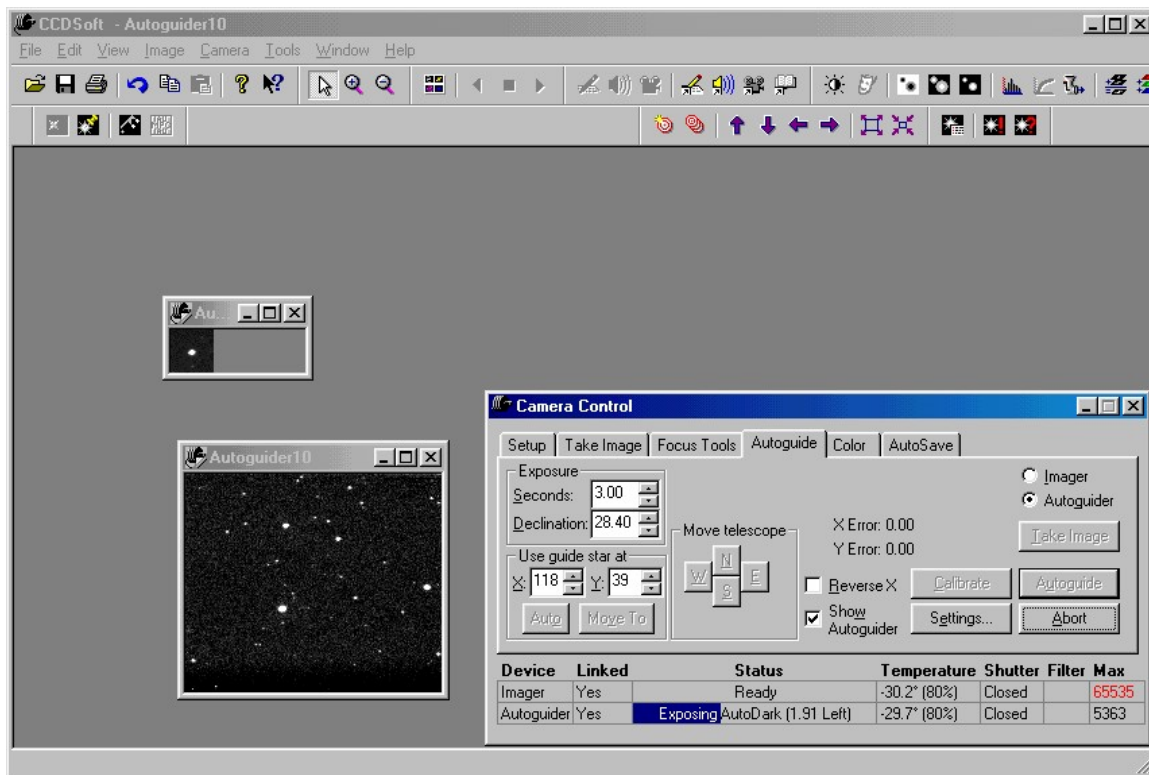 CCDSoft - Autoguider10
File Edit View Image Camera Tools Window Help
Au...
Autoguider10
Camera Control
Setup Take Image Focus Tools Autoguide Color AutoSave
Exposure
Seconds: 3.00
Declination: 28.40
Use guide star at
X: 118 Y: 39
Auto Move To
Move telescope
N
W E
S
X Error: 0.00
Y Error: 0.00
Reverse X
Show Autoguider
Imager
Autoguider
Take Image
Calibrate Autoguide
Settings... Abort
Device Linked Status Temperature Shutter Filter Max
Imager Yes Ready -30.2° (80%) Closed 65535
Autoguider Yes Exposing AutoDark (1.91 Left) -29.7° (80%) Closed 5363